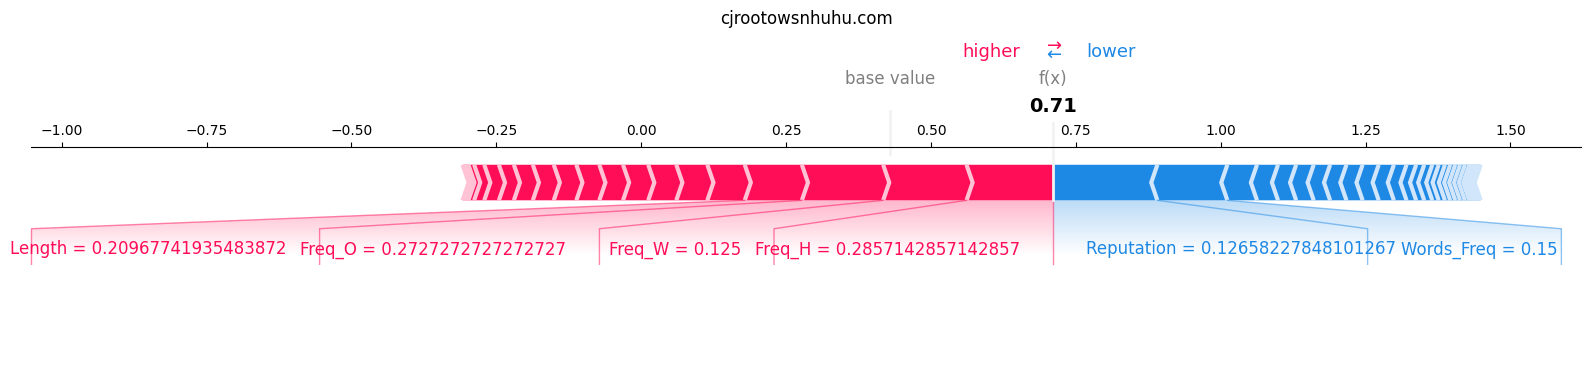 cjrootowsnhuhu.com
higher → ← lower
base value f(x)
0.71
−1.00 −0.75 −0.50 −0.25 0.00 0.25 0.50 0.75 1.00 1.25 1.50
Length = 0.20967741935483872 Freq_O = 0.2727272727272727 Freq_W = 0.125 Freq_H = 0.2857142857142857 Reputation = 0.12658227848101267 Words_Freq = 0.15